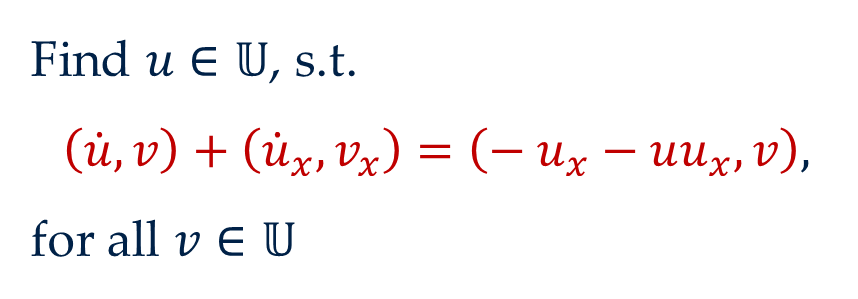 Find 𝑢 ∈ 𝕌, s.t.
(𝑢̇, 𝑣) + (𝑢̇ₓ, 𝑣ₓ) = (− 𝑢ₓ − 𝑢𝑢ₓ, 𝑣),
for all 𝑣 ∈ 𝕌